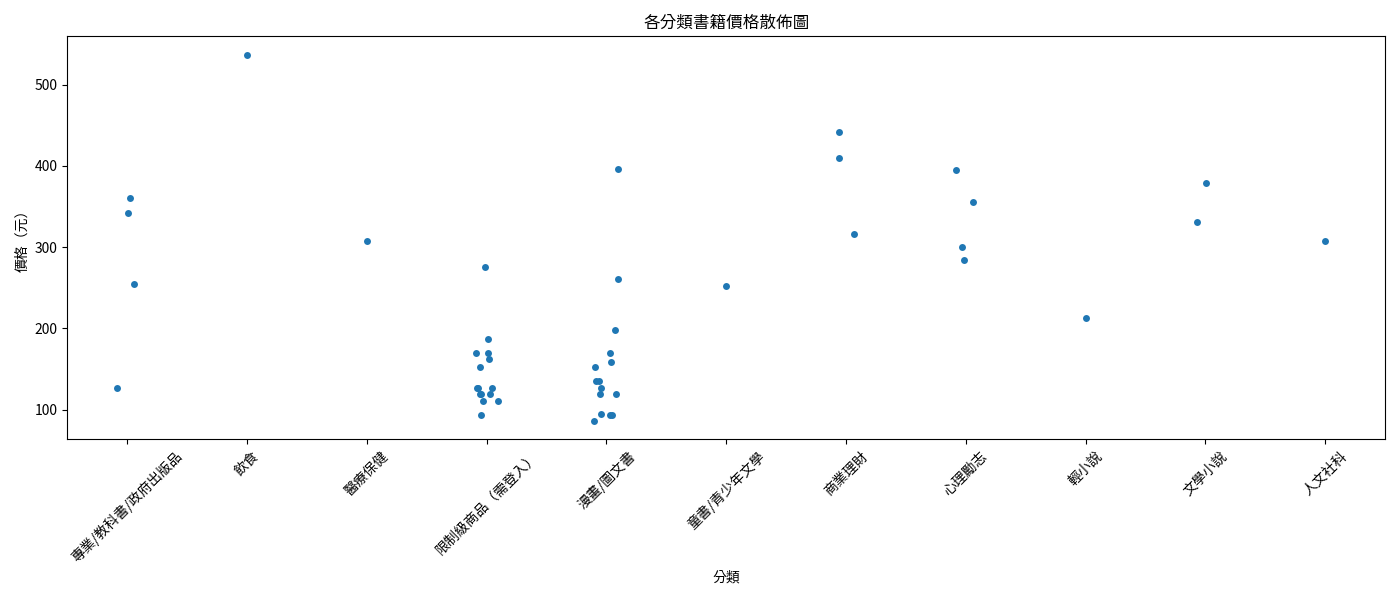 各分類書籍價格散佈圖
價格（元）
500
400
300
200
100
專業/教科書/政府出版品
飲食
醫療保健
限制級商品（需登入）
漫畫/圖文書
童書/青少年文學
商業理財
心理勵志
輕小說
文學小說
人文社科
分類